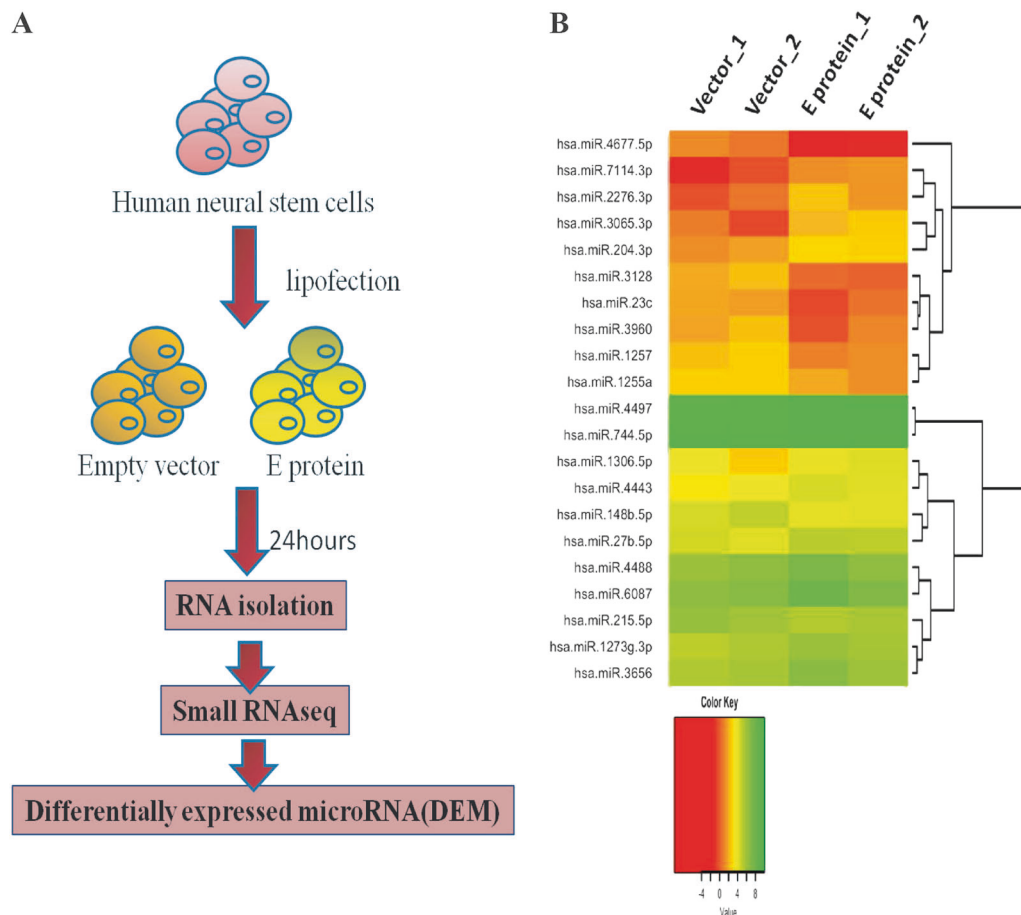 A
Human neural stem cells
lipofection
Empty vector
E protein
24hours
RNA isolation
Small RNAseq
Differentially expressed microRNA(DEM)
B
Vector_1
Vector_2
E protein_1
E protein_2
hsa.miR.4677.5p
hsa.miR.7114.3p
hsa.miR.2276.3p
hsa.miR.3065.3p
hsa.miR.204.3p
hsa.miR.3128
hsa.miR.23c
hsa.miR.3960
hsa.miR.1257
hsa.miR.1255a
hsa.miR.4497
hsa.miR.744.5p
hsa.miR.1306.5p
hsa.miR.4443
hsa.miR.148b.5p
hsa.miR.27b.5p
hsa.miR.4488
hsa.miR.6087
hsa.miR.215.5p
hsa.miR.1273g.3p
hsa.miR.3656
Color Key
-4 0 4 8
Value